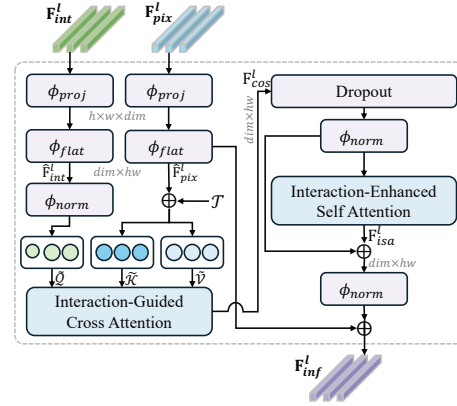 F^l_int
F^l_pix
ϕ_proj
ϕ_proj
h×w×dim
ϕ_flat
ϕ_flat
F̂^l_int
dim×hw
F̂^l_pix
ϕ_norm
𝒯
Q̃
K̃
Ṽ
Interaction-Guided
Cross Attention
F^l_cos
dim×hw
Dropout
ϕ_norm
Interaction-Enhanced
Self Attention
F^l_isa
dim×hw
ϕ_norm
F^l_inf